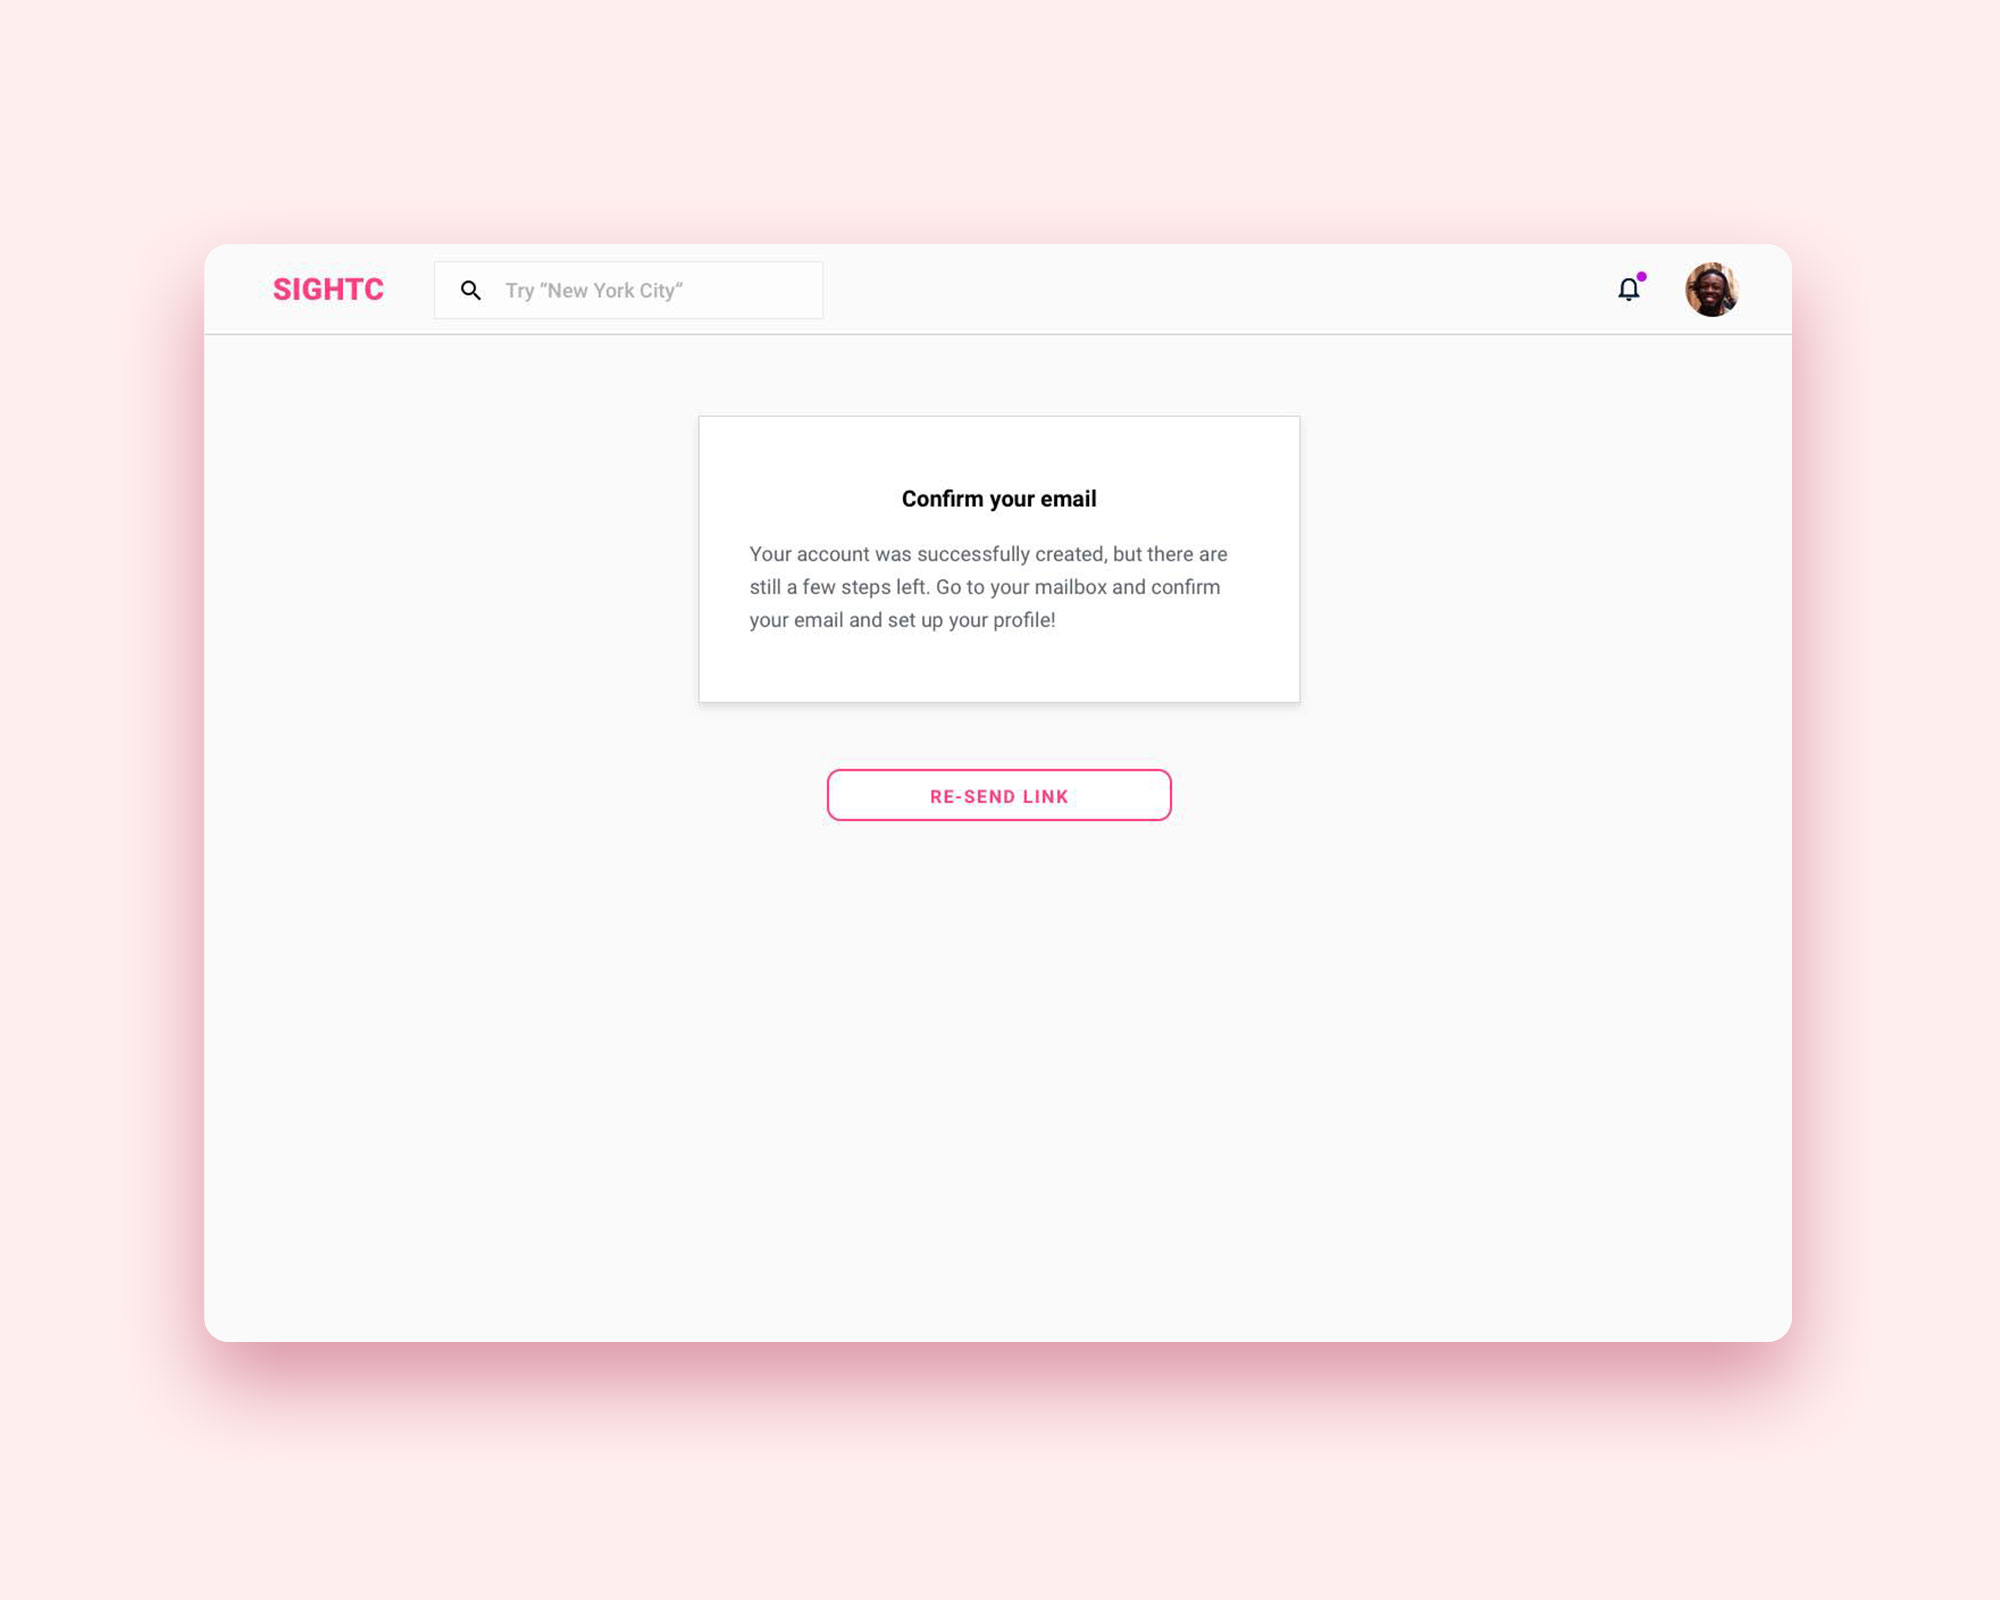 SIGHTC
Try “New York City”
Confirm your email
Your account was successfully created, but there are
still a few steps left. Go to your mailbox and confirm
your email and set up your profile!
RE-SEND LINK